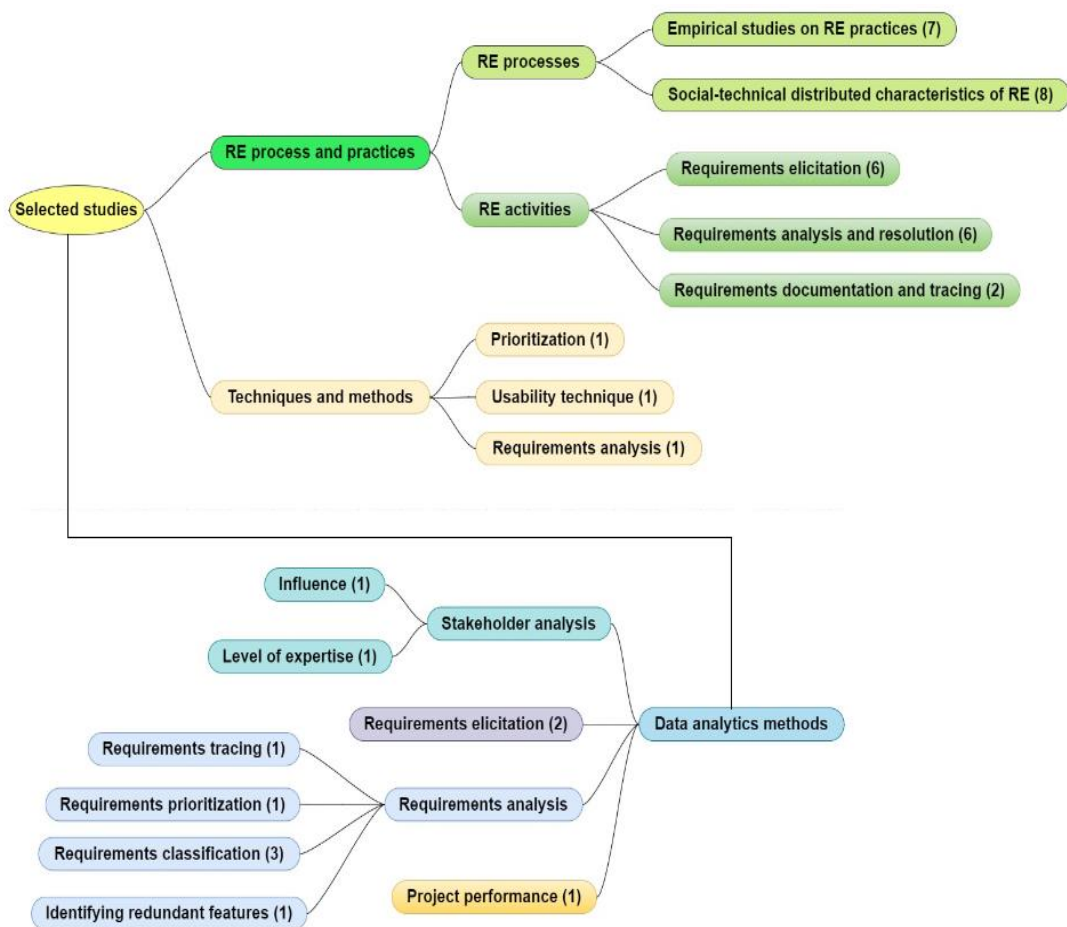 Empirical studies on RE practices (7)
RE processes
Social-technical distributed characteristics of RE (8)
RE process and practices
Requirements elicitation (6)
Selected studies
RE activities
Requirements analysis and resolution (6)
Requirements documentation and tracing (2)
Prioritization (1)
Techniques and methods
Usability technique (1)
Requirements analysis (1)
Influence (1)
Stakeholder analysis
Level of expertise (1)
Requirements elicitation (2)
Data analytics methods
Requirements tracing (1)
Requirements prioritization (1)
Requirements analysis
Requirements classification (3)
Project performance (1)
Identifying redundant features (1)